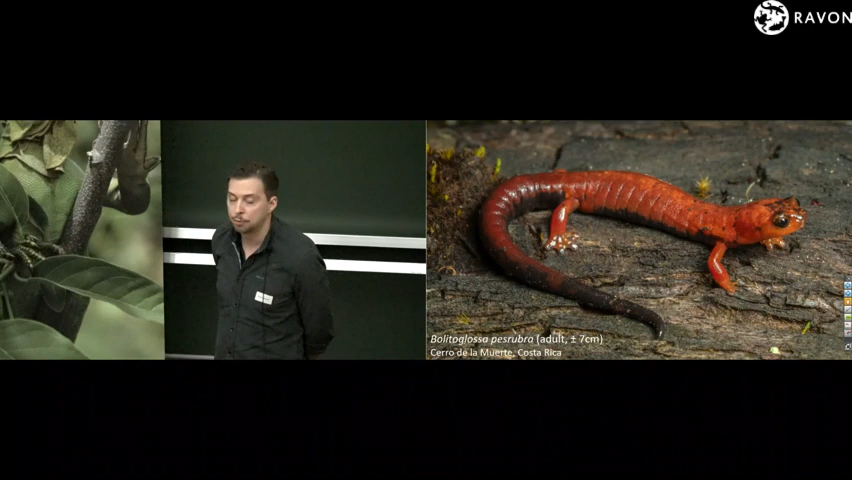 RAVON
Bolitoglossa pesrubra (adult, ± 7cm)
Cerro de la Muerte, Costa Rica